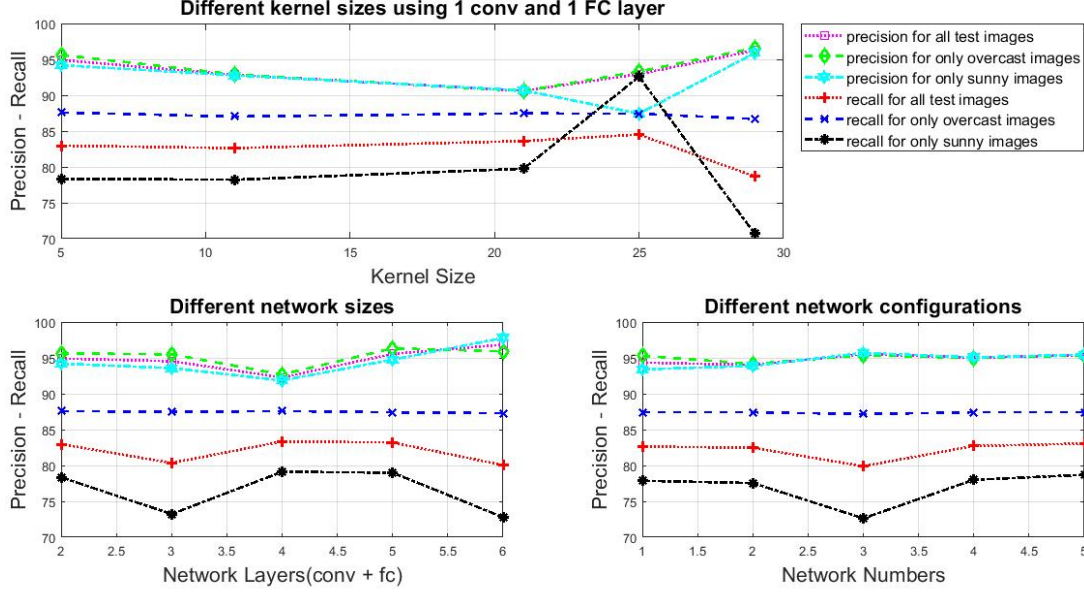 Different kernel sizes using 1 conv and 1 FC layer
100
95
90
85
80
75
70
Precision - Recall
5 10 15 20 25 30
Kernel Size
precision for all test images
precision for only overcast images
precision for only sunny images
recall for all test images
recall for only overcast images
recall for only sunny images
Different network sizes
100
95
90
85
80
75
70
Precision - Recall
2 2.5 3 3.5 4 4.5 5 5.5 6
Network Layers(conv + fc)
Different network configurations
100
95
90
85
80
75
70
Precision - Recall
1 1.5 2 2.5 3 3.5 4 4.5 5
Network Numbers